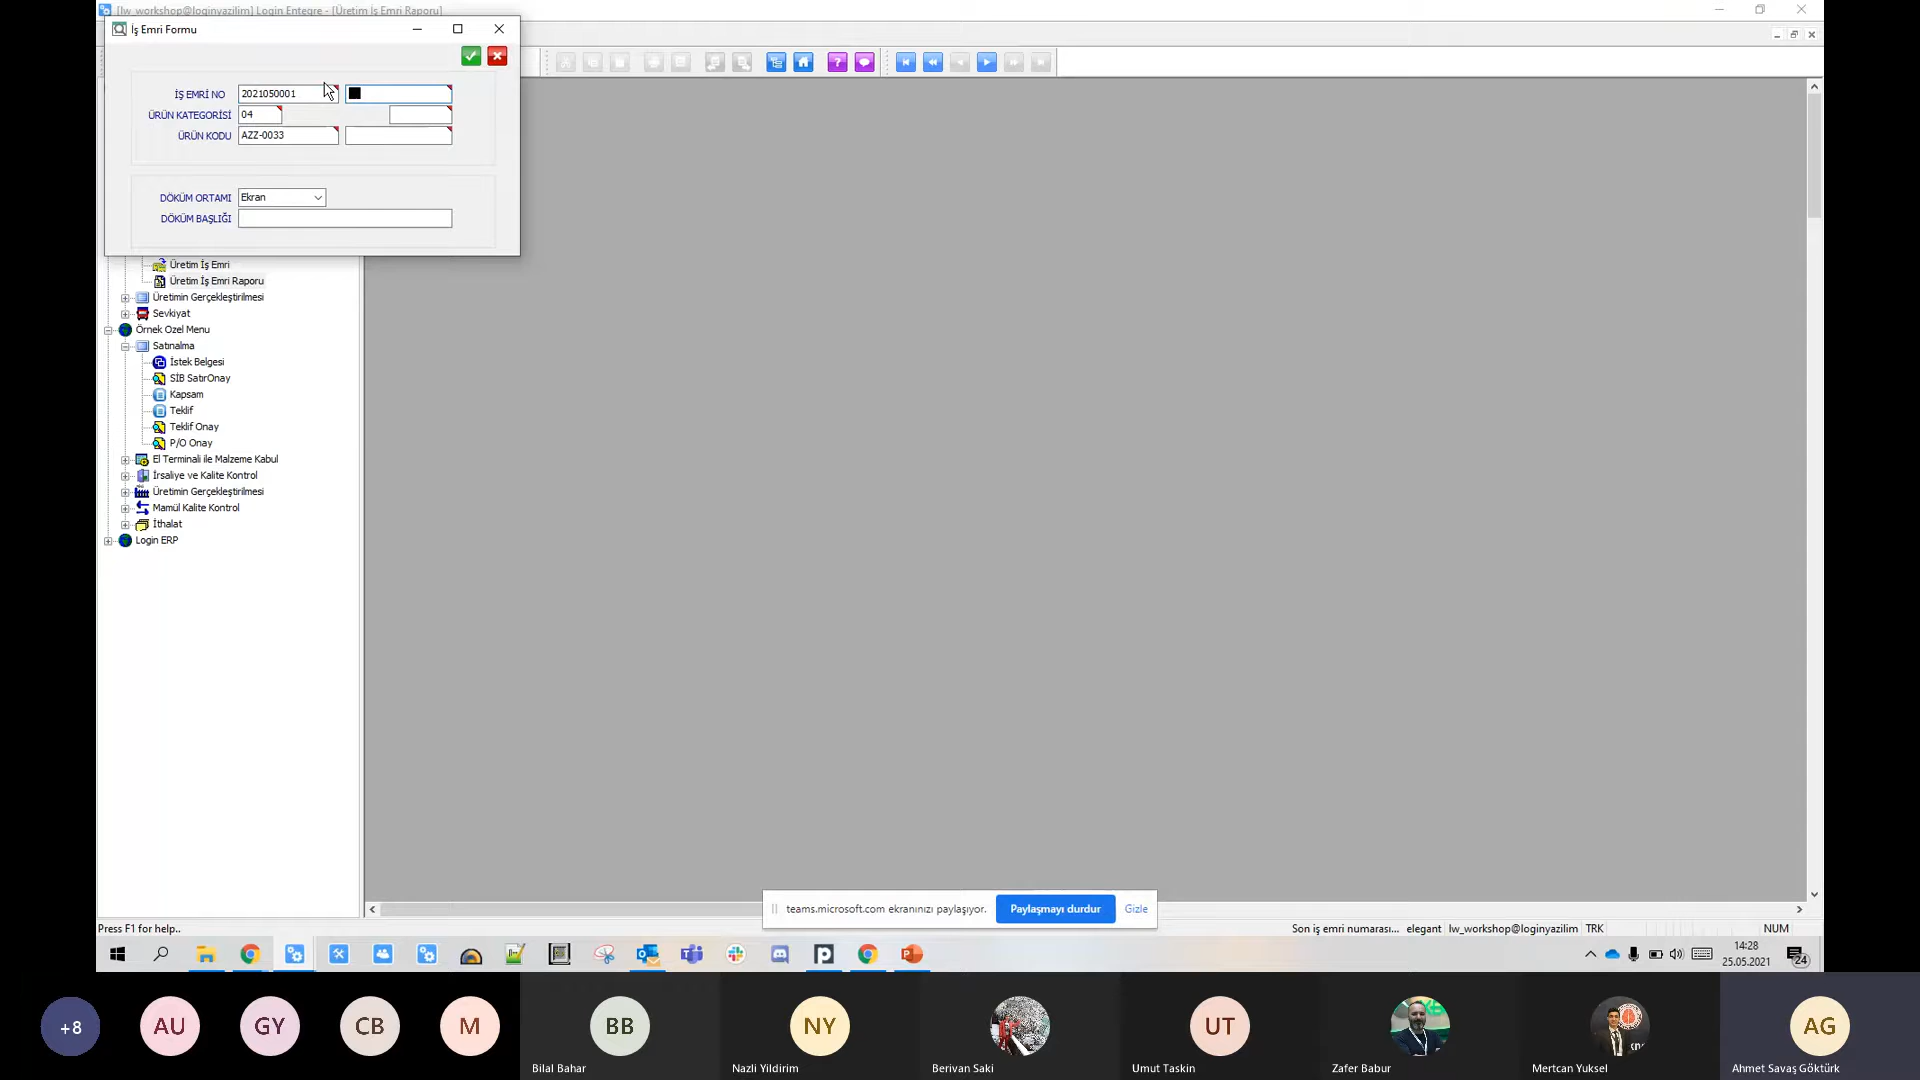 [lw_workshop@loginyazilim] Login Entegre - [Üretim İş Emri Raporu]
İş Emri Formu
İŞ EMRİ NO 2021050001
ÜRÜN KATEGORİSİ 04
ÜRÜN KODU AZZ-0033
DÖKÜM ORTAMI Ekran
DÖKÜM BAŞLIĞI
Üretim İş Emri
Üretim İş Emri Raporu
Üretimin Gerçekleştirilmesi
Sevkiyat
Örnek Özel Menu
Satınalma
İstek Belgesi
SİB SatırOnay
Kapsam
Teklif
Teklif Onay
P/O Onay
El Terminali ile Malzeme Kabul
İrsaliye ve Kalite Kontrol
Üretimin Gerçekleştirilmesi
Mamül Kalite Kontrol
İthalat
Login ERP
teams.microsoft.com ekranınızı paylaşıyor. Paylaşmayı durdur Gizle
Press F1 for help.. Son iş emri numarası... elegant lw_workshop@loginyazilim TRK NUM
14:28
25.05.2021
24
+8 AU GY CB M BB NY UT AG
Bilal Bahar Nazli Yildirim Berivan Saki Umut Taskin Zafer Babur Mertcan Yuksel Ahmet Savaş Göktürk